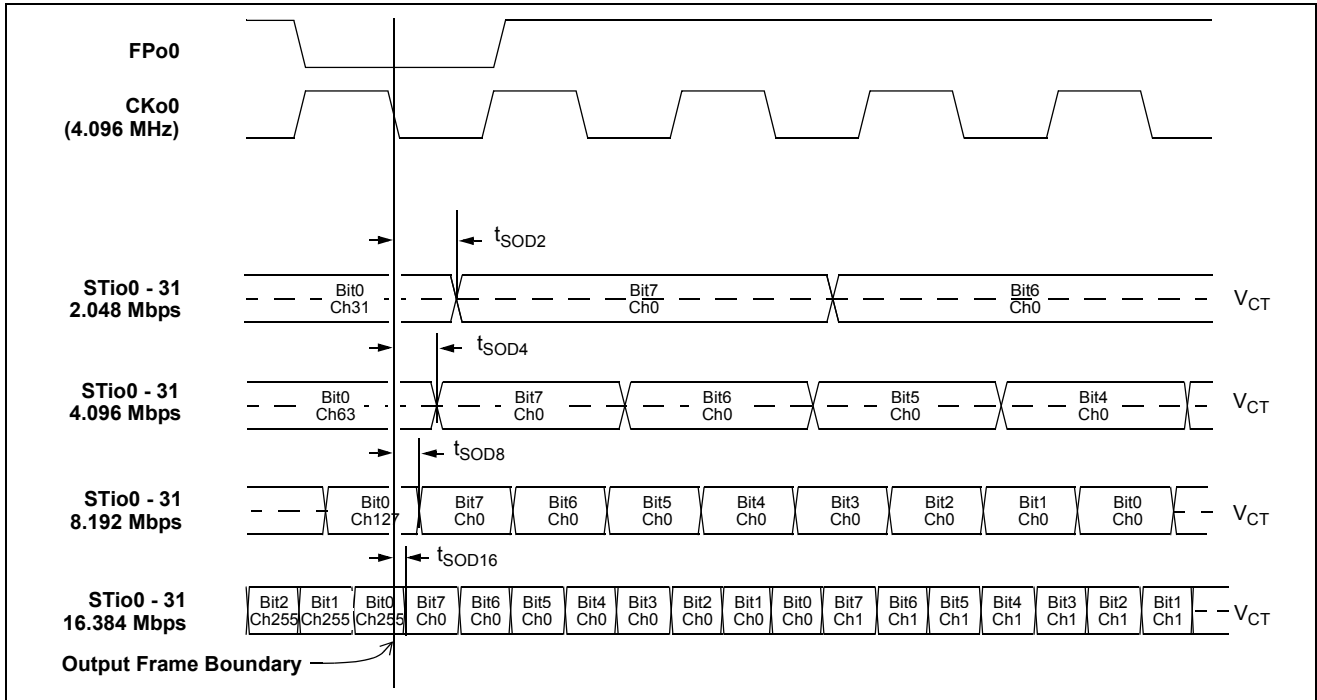 FPo0
CKo0
(4.096 MHz)
tSOD2
STio0 - 31
2.048 Mbps
Bit0 Bit7 Bit6
Ch31 Ch0 Ch0
VCT
tSOD4
STio0 - 31
4.096 Mbps
Bit0 Bit7 Bit6 Bit5 Bit4
Ch63 Ch0 Ch0 Ch0 Ch0
VCT
tSOD8
STio0 - 31
8.192 Mbps
Bit0 Bit7 Bit6 Bit5 Bit4 Bit3 Bit2 Bit1 Bit0
Ch127 Ch0 Ch0 Ch0 Ch0 Ch0 Ch0 Ch0 Ch0
VCT
tSOD16
STio0 - 31
16.384 Mbps
Bit2 Bit1 Bit0 Bit7 Bit6 Bit5 Bit4 Bit3 Bit2 Bit1 Bit0 Bit7 Bit6 Bit5 Bit4 Bit3 Bit2 Bit1
Ch255 Ch255 Ch255 Ch0 Ch0 Ch0 Ch0 Ch0 Ch0 Ch0 Ch0 Ch1 Ch1 Ch1 Ch1 Ch1 Ch1 Ch1
VCT
Output Frame Boundary